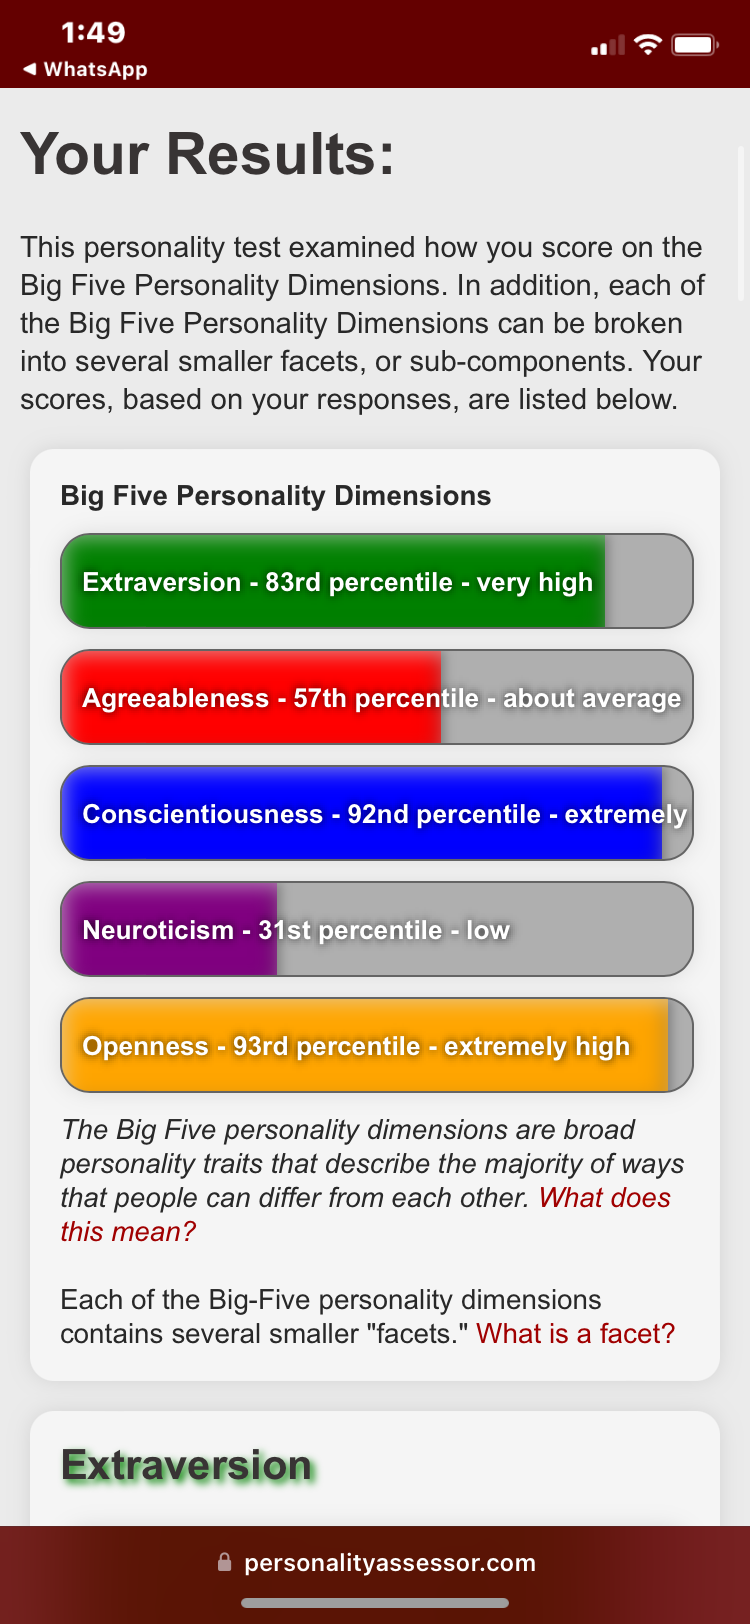 1:49
◀ WhatsApp
Your Results:
This personality test examined how you score on the
Big Five Personality Dimensions. In addition, each of
the Big Five Personality Dimensions can be broken
into several smaller facets, or sub-components. Your
scores, based on your responses, are listed below.
Big Five Personality Dimensions
Extraversion - 83rd percentile - very high
Agreeableness - 57th percentile - about average
Conscientiousness - 92nd percentile - extremely
Neuroticism - 31st percentile - low
Openness - 93rd percentile - extremely high
The Big Five personality dimensions are broad
personality traits that describe the majority of ways
that people can differ from each other. What does
this mean?
Each of the Big-Five personality dimensions
contains several smaller "facets." What is a facet?
Extraversion
personalityassessor.com